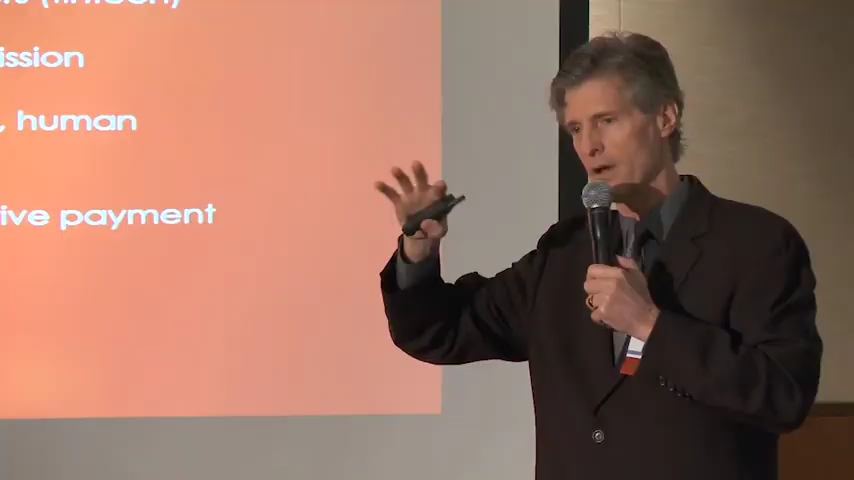 ission
, human
ive payment